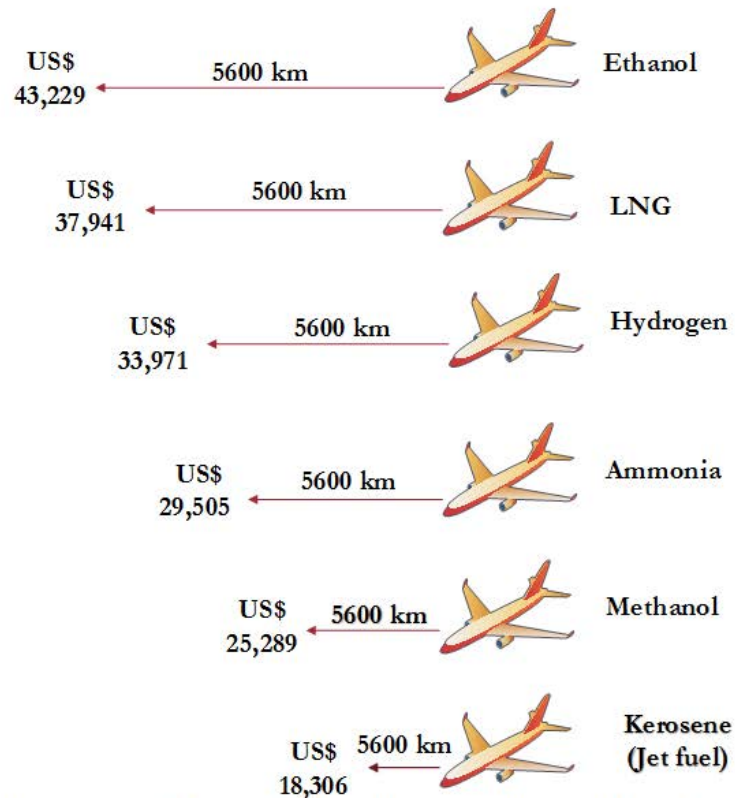 US$
43,229
5600 km
Ethanol
US$
37,941
5600 km
LNG
US$
33,971
5600 km
Hydrogen
US$
29,505
5600 km
Ammonia
US$
25,289
5600 km
Methanol
US$
18,306
5600 km
Kerosene
(Jet fuel)